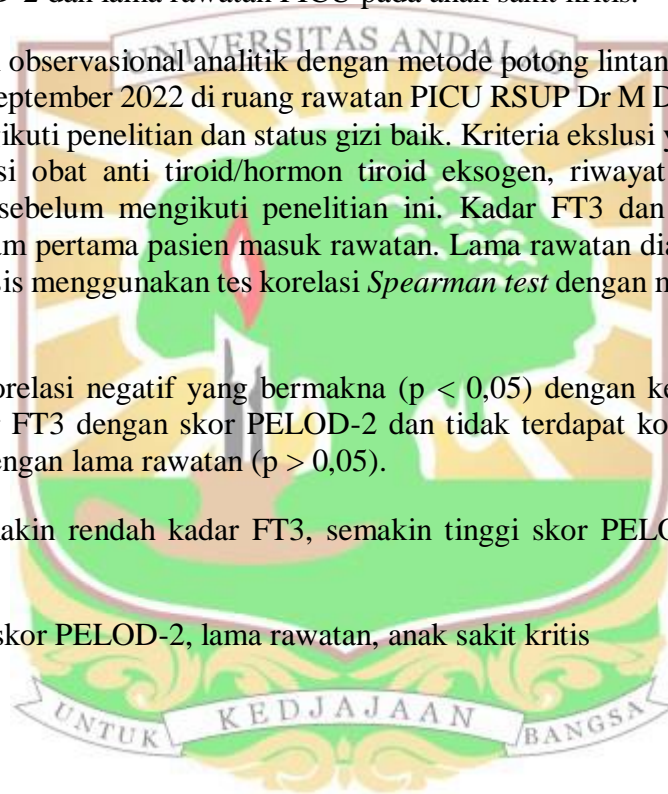 -2 dan lama rawatan PICU pada anak sakit kritis.
UNIVERSITAS ANDALAS
observasional analitik dengan metode potong lintan
eptember 2022 di ruang rawatan PICU RSUP Dr M D
ikuti penelitian dan status gizi baik. Kriteria ekslusi y
si obat anti tiroid/hormon tiroid eksogen, riwayat
sebelum mengikuti penelitian ini. Kadar FT3 dan
m pertama pasien masuk rawatan. Lama rawatan dia
sis menggunakan tes korelasi Spearman test dengan n
orelasi negatif yang bermakna (p < 0,05) dengan ke
FT3 dengan skor PELOD-2 dan tidak terdapat ko
engan lama rawatan (p > 0,05).
makin rendah kadar FT3, semakin tinggi skor PELO
skor PELOD-2, lama rawatan, anak sakit kritis
UNTUK KEDJAJAAN BANGSA